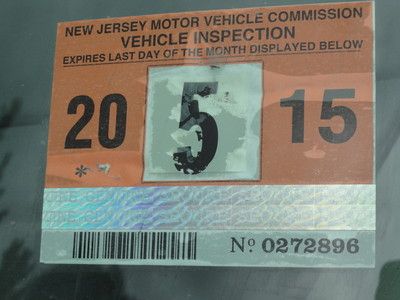 NEW JERSEY MOTOR VEHICLE COMMISSION
VEHICLE INSPECTION
EXPIRES LAST DAY OF THE MONTH DISPLAYED BELOW
20 5 15
Nº 0272896